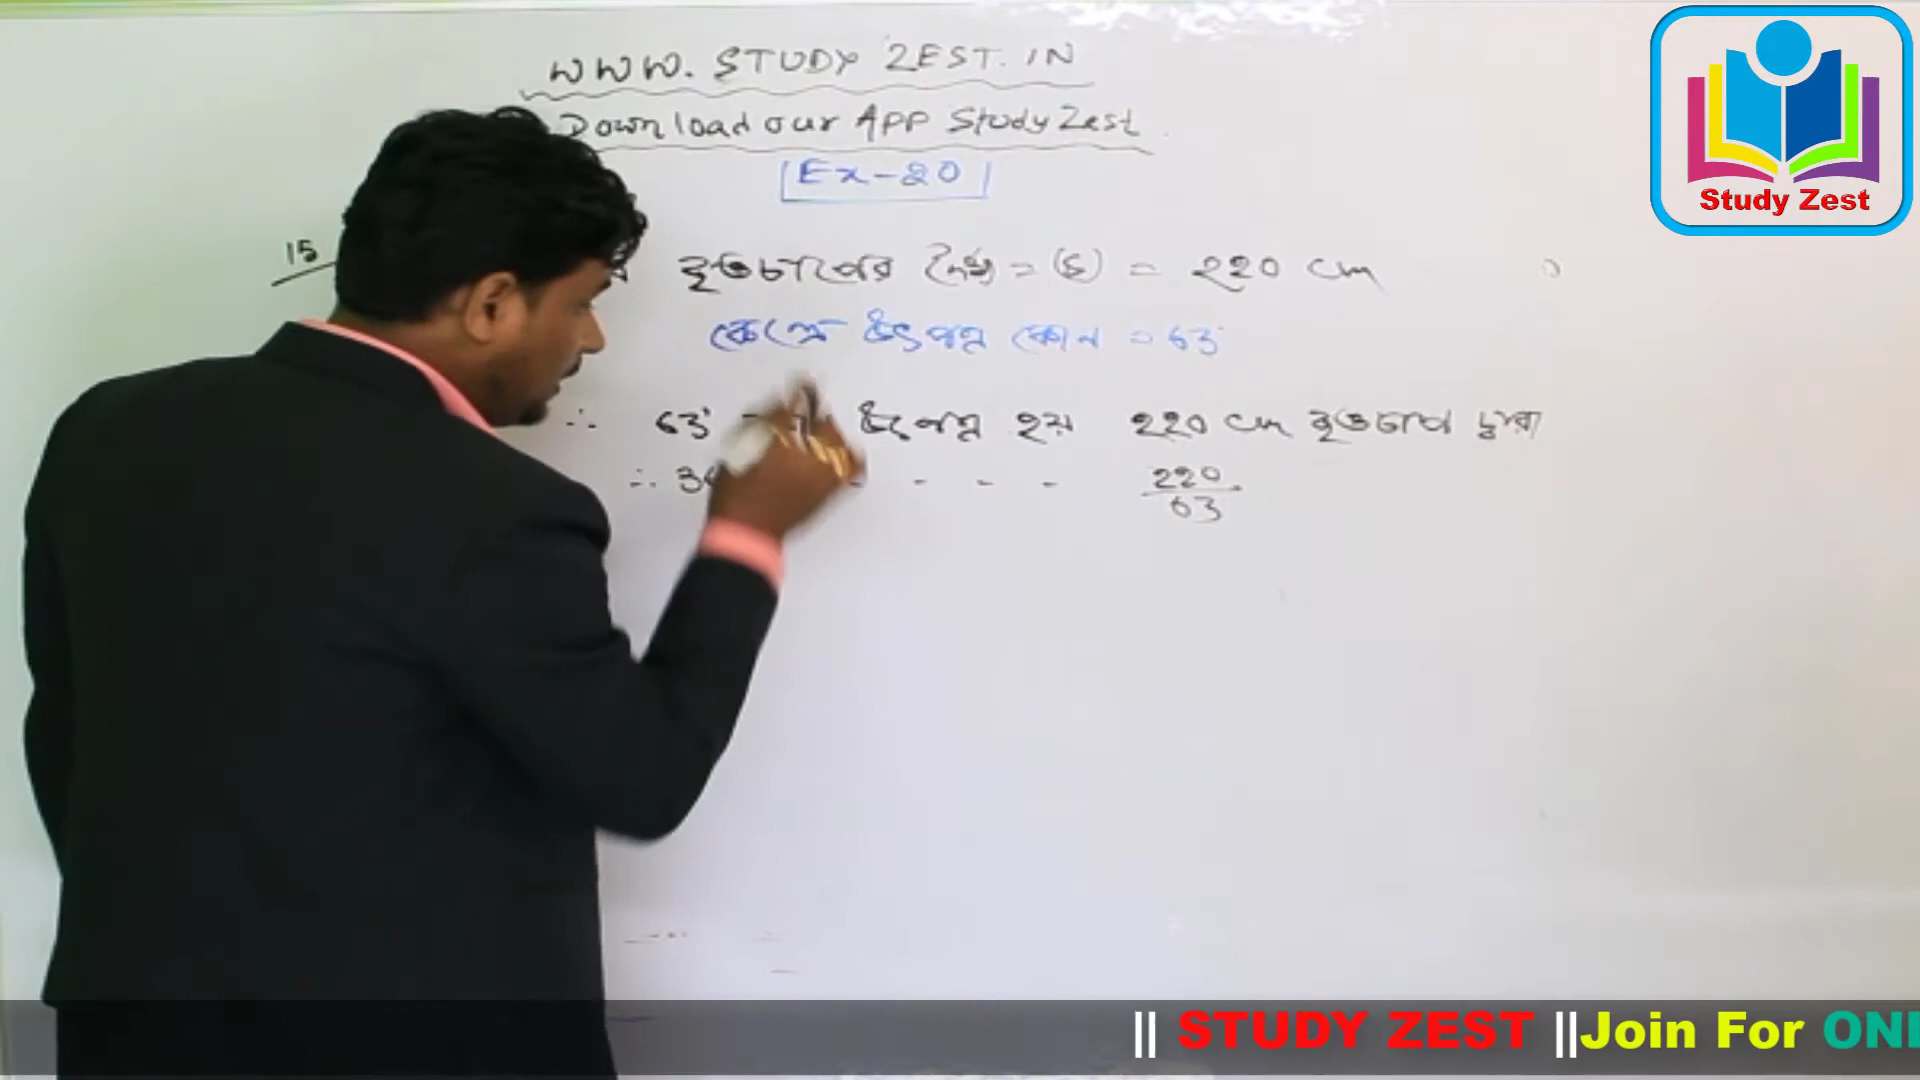 WWW. STUDY ZEST. IN
Download our APP Study Zest
Ex-20
15
বৃত্তচাপের দৈর্ঘ্য = (S) = 220 cm
কেন্দ্রে উৎপন্ন কোন = 63°
∴ 63° উৎপন্ন হয় 220 cm বৃত্তচাপ দ্বারা
∴ - - - 220/63
Study Zest
|| STUDY ZEST ||Join For